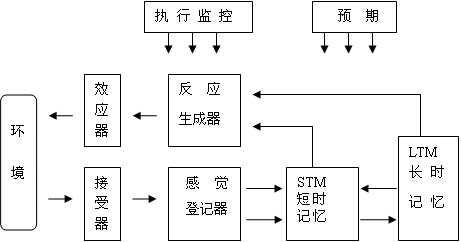 执行监控
预期
效应器
反应
生成器
环境
接受器
感觉
登记器
STM
短时
记忆
LTM
长时
记忆